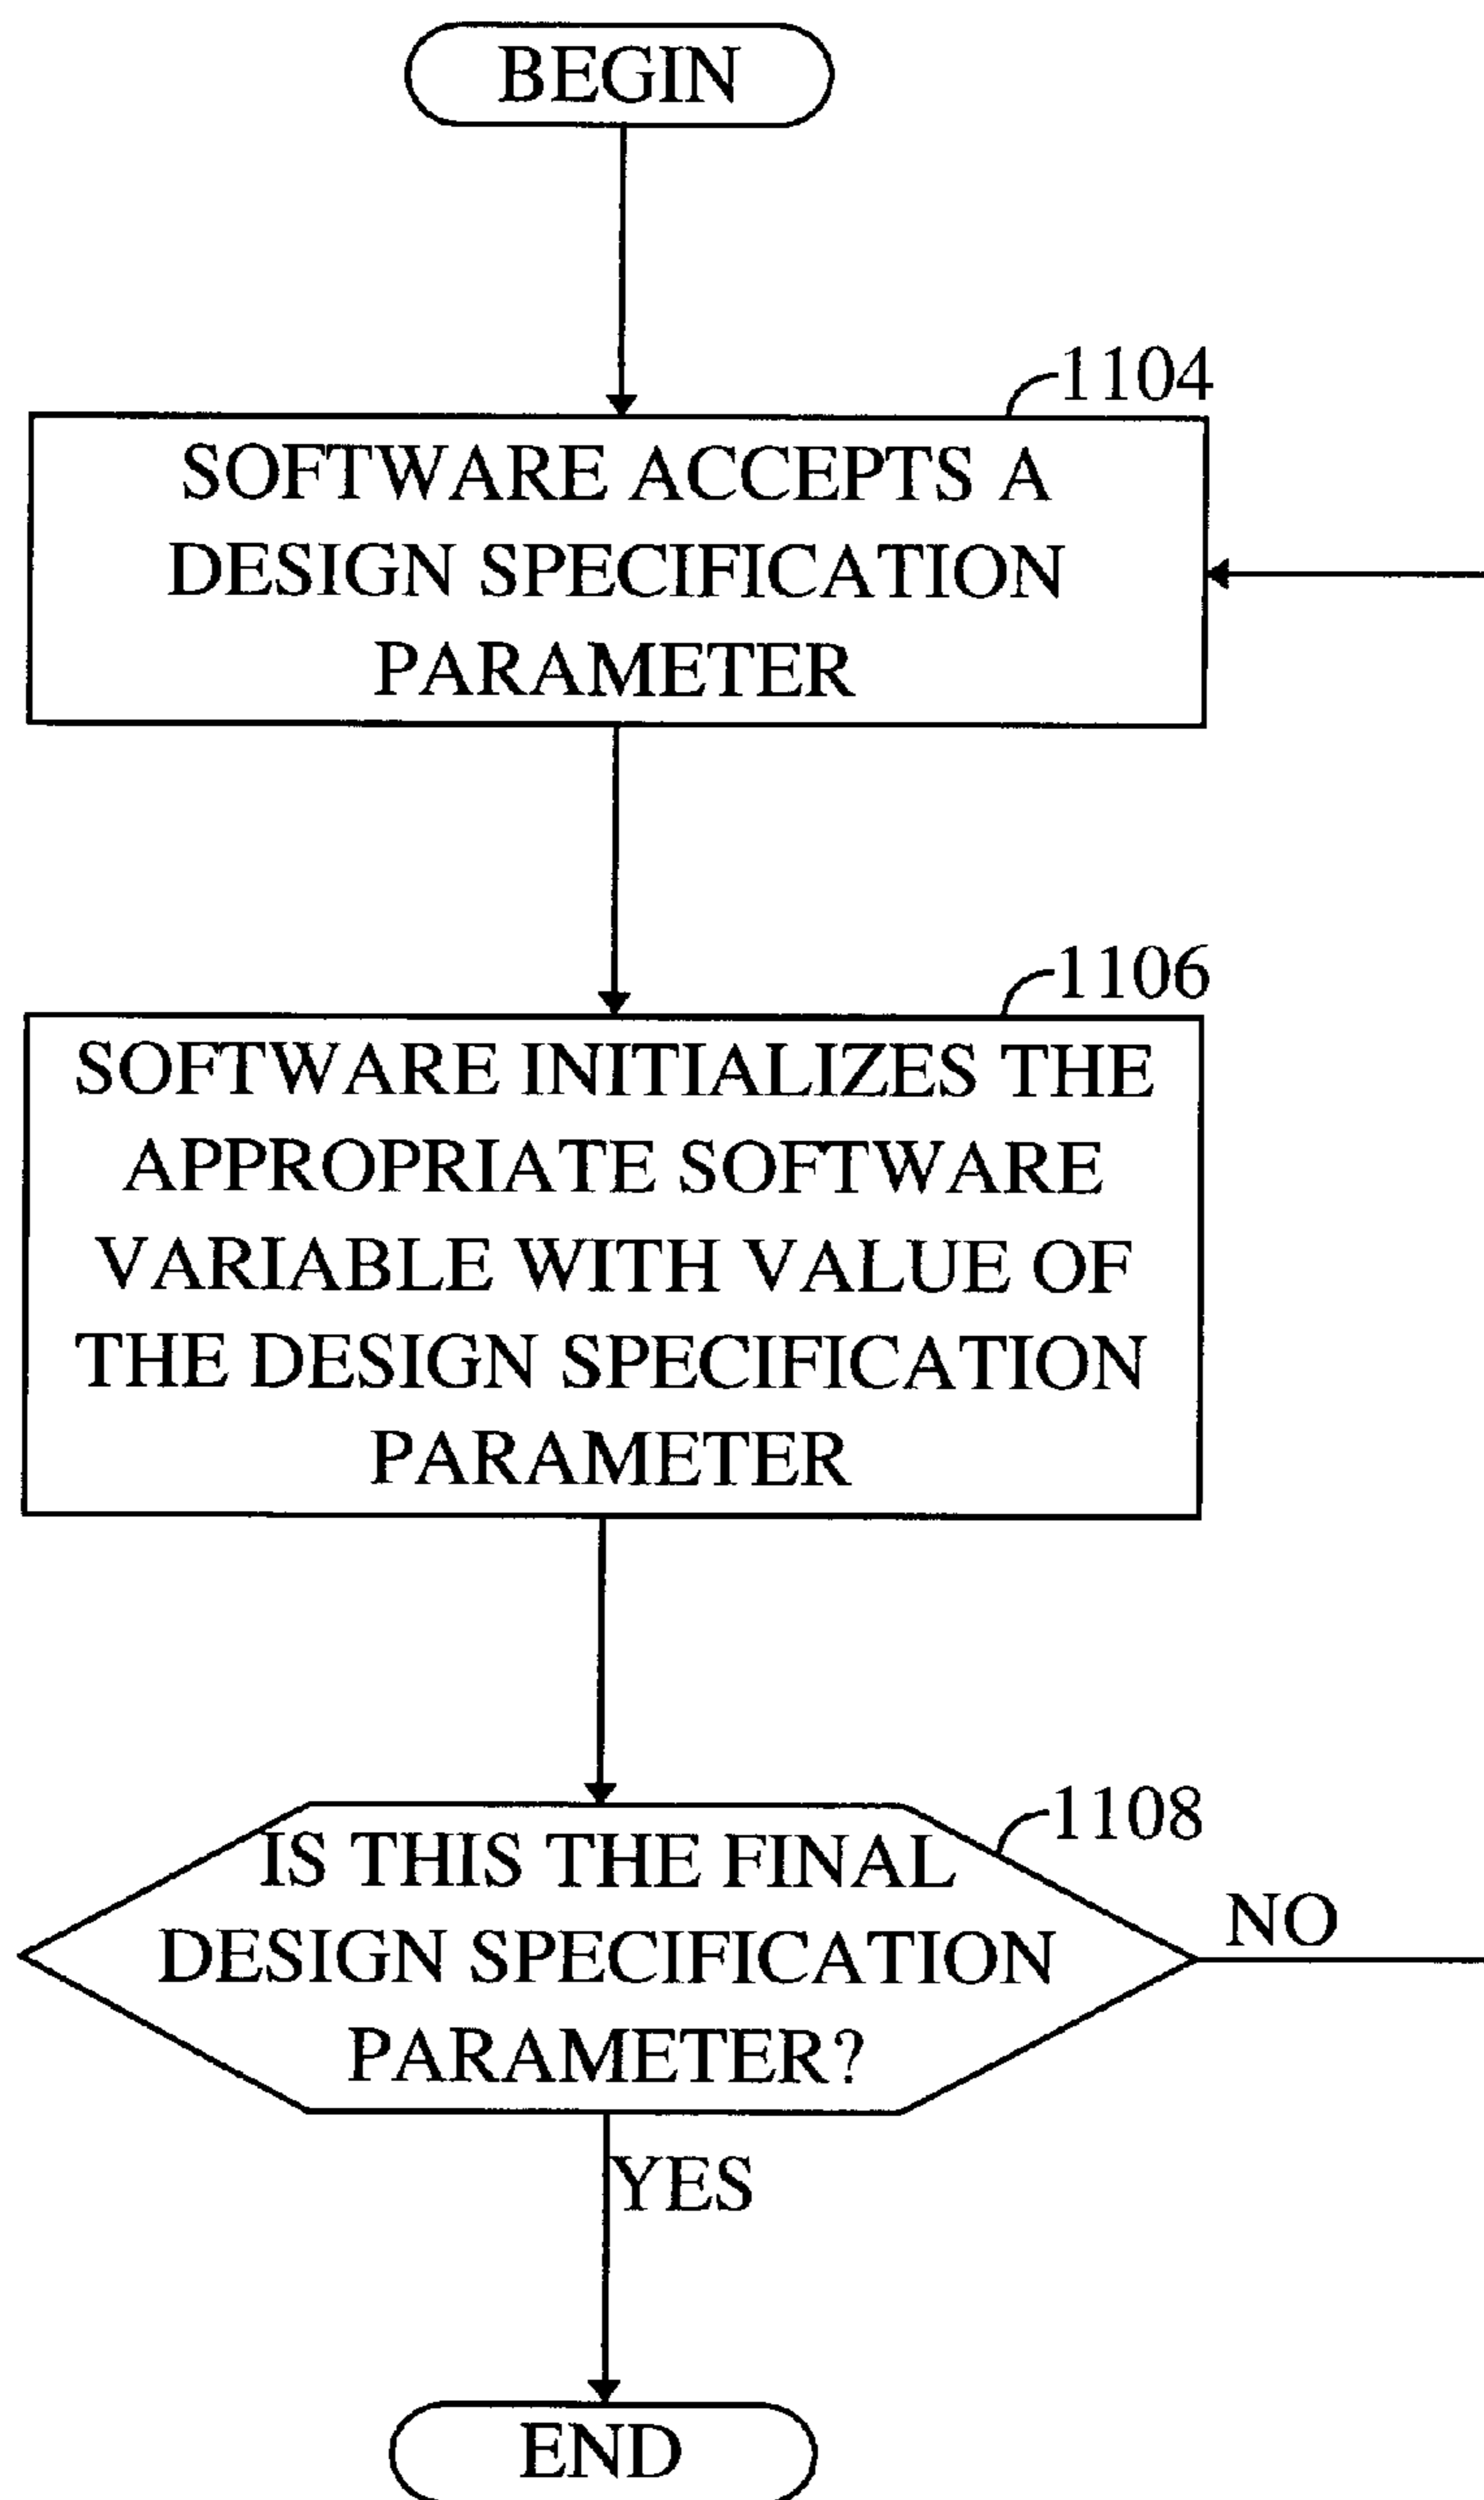 BEGIN
1104
SOFTWARE ACCEPTS A
DESIGN SPECIFICATION
PARAMETER
1106
SOFTWARE INITIALIZES THE
APPROPRIATE SOFTWARE
VARIABLE WITH VALUE OF
THE DESIGN SPECIFICATION
PARAMETER
1108
IS THIS THE FINAL
DESIGN SPECIFICATION
PARAMETER?
NO
YES
END